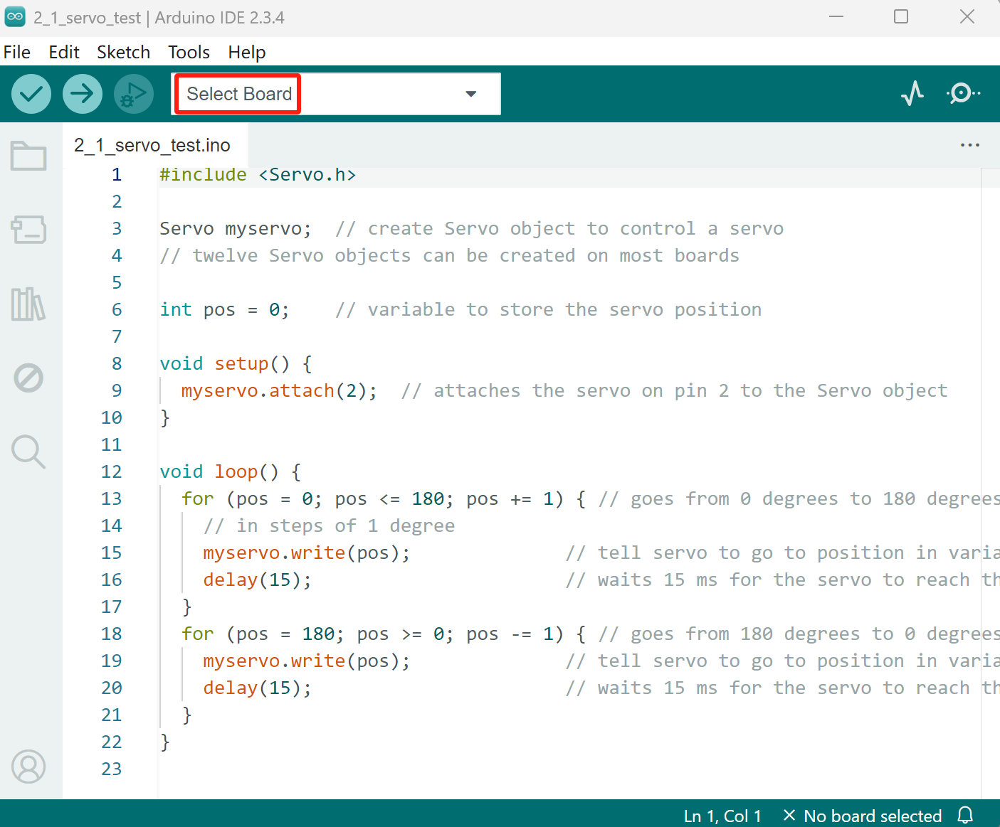 2_1_servo_test | Arduino IDE 2.3.4
File Edit Sketch Tools Help
Select Board
2_1_servo_test.ino
1 #include <Servo.h>
2
3 Servo myservo;  // create Servo object to control a servo
4 // twelve Servo objects can be created on most boards
5
6 int pos = 0;    // variable to store the servo position
7
8 void setup() {
9   myservo.attach(2);  // attaches the servo on pin 2 to the Servo object
10 }
11
12 void loop() {
13   for (pos = 0; pos <= 180; pos += 1) { // goes from 0 degrees to 180 degrees
14     // in steps of 1 degree
15     myservo.write(pos);              // tell servo to go to position in varia
16     delay(15);                       // waits 15 ms for the servo to reach th
17   }
18   for (pos = 180; pos >= 0; pos -= 1) { // goes from 180 degrees to 0 degrees
19     myservo.write(pos);              // tell servo to go to position in varia
20     delay(15);                       // waits 15 ms for the servo to reach th
21   }
22 }
23
Ln 1, Col 1 No board selected